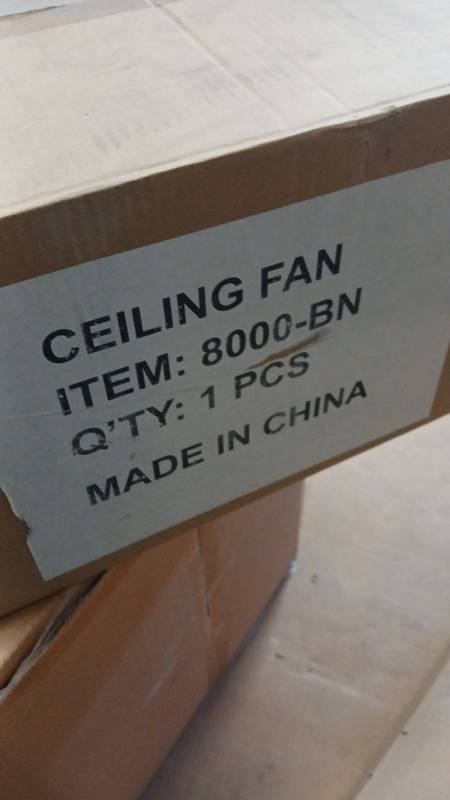 CEILING FAN
ITEM: 8000-BN
Q'TY: 1 PCS
MADE IN CHINA